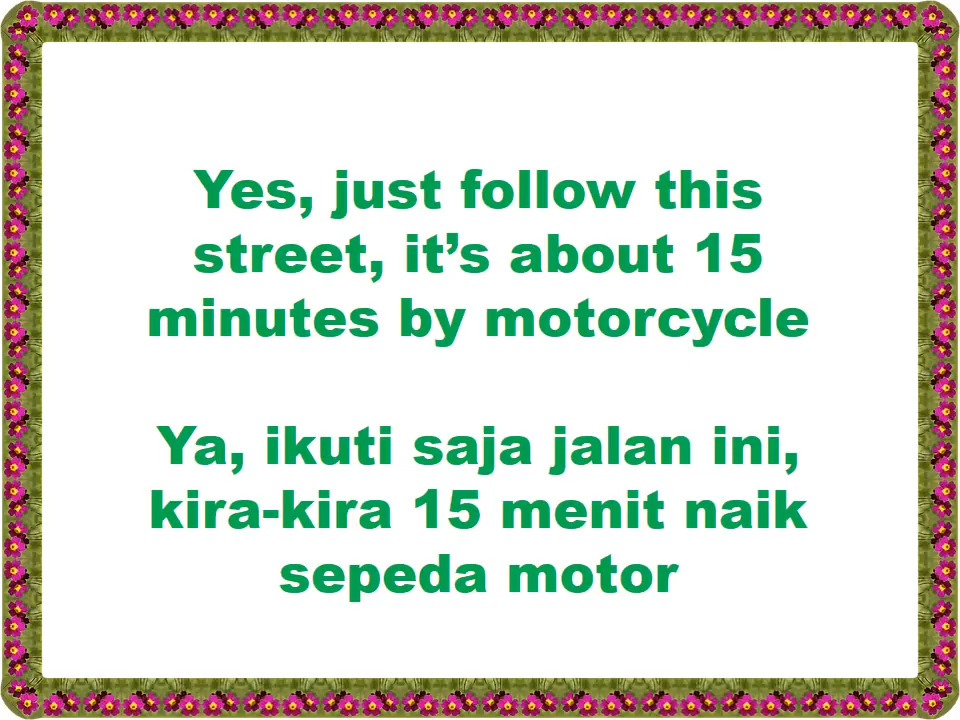 Yes, just follow this
street, it’s about 15
minutes by motorcycle
Ya, ikuti saja jalan ini,
kira-kira 15 menit naik
sepeda motor